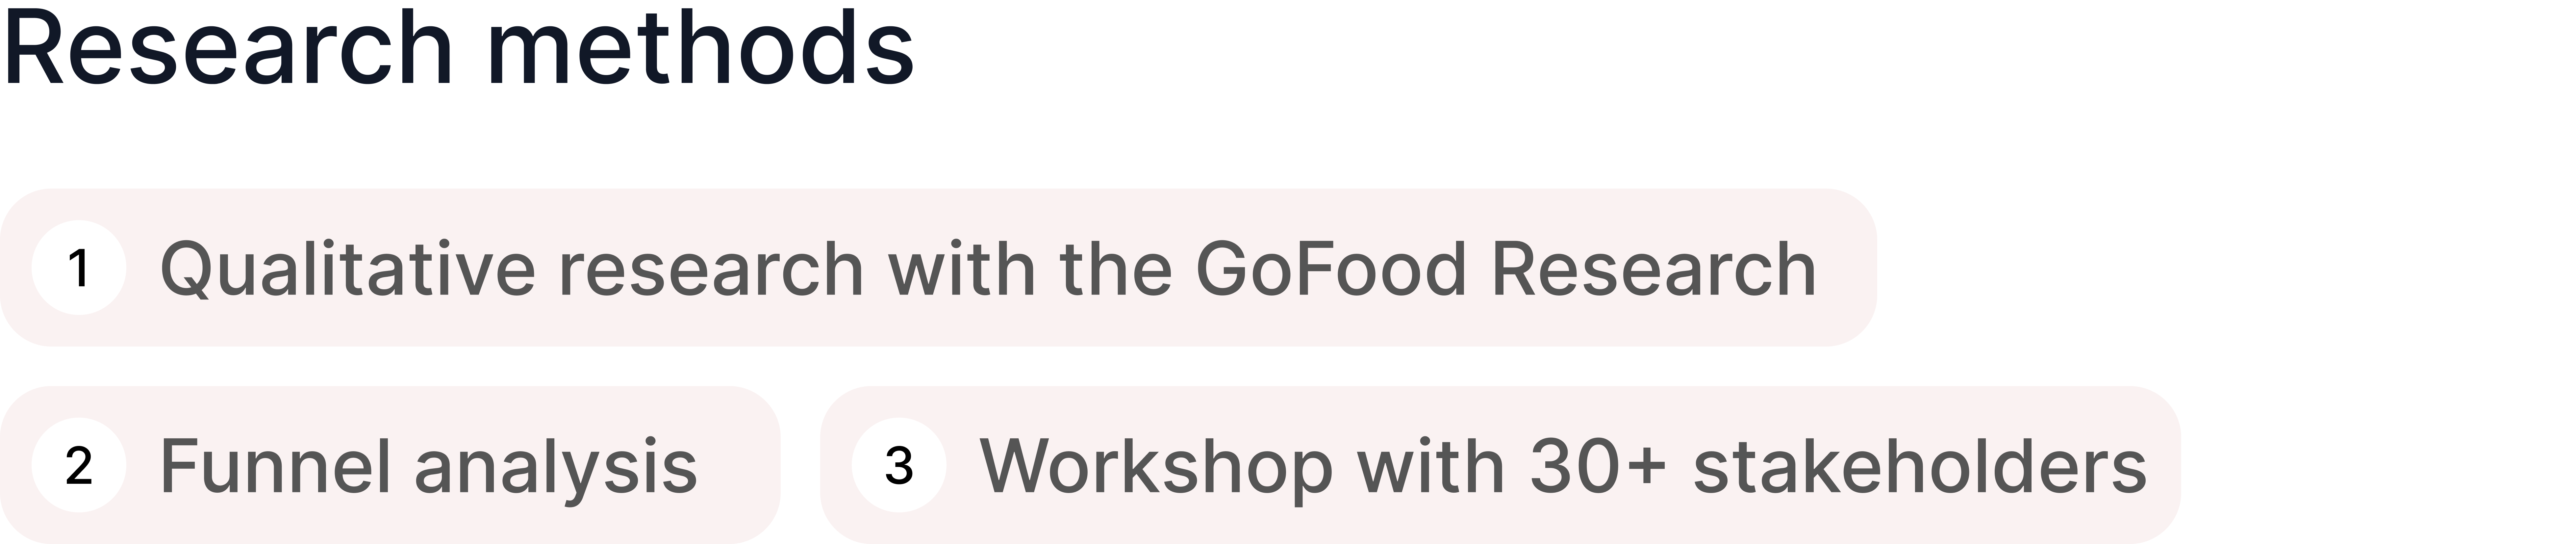 Research methods
1 Qualitative research with the GoFood Research
2 Funnel analysis
3 Workshop with 30+ stakeholders